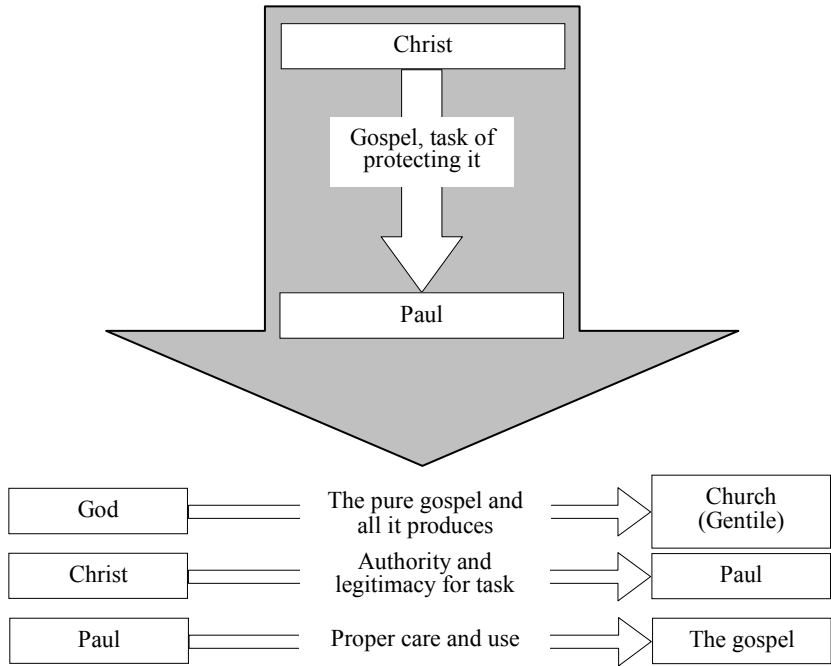 Christ
Gospel, task of
protecting it
Paul
God
The pure gospel and
all it produces
Church
(Gentile)
Christ
Authority and
legitimacy for task
Paul
Paul
Proper care and use
The gospel